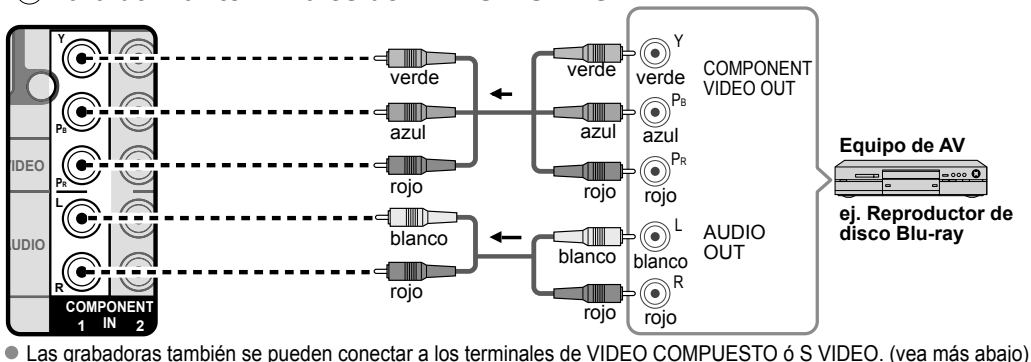 Y
verde
verde
Y
verde
COMPONENT
VIDEO OUT
PB
azul
azul
PB
azul
Equipo de AV
VIDEO
PR
rojo
rojo
PR
rojo
ej. Reproductor de
disco Blu-ray
L
blanco
blanco
L
blanco
AUDIO
OUT
UDIO
R
rojo
rojo
R
rojo
COMPONENT
1 IN 2
Las grabadoras también se pueden conectar a los terminales de VIDEO COMPUESTO ó S VIDEO. (vea más abajo)